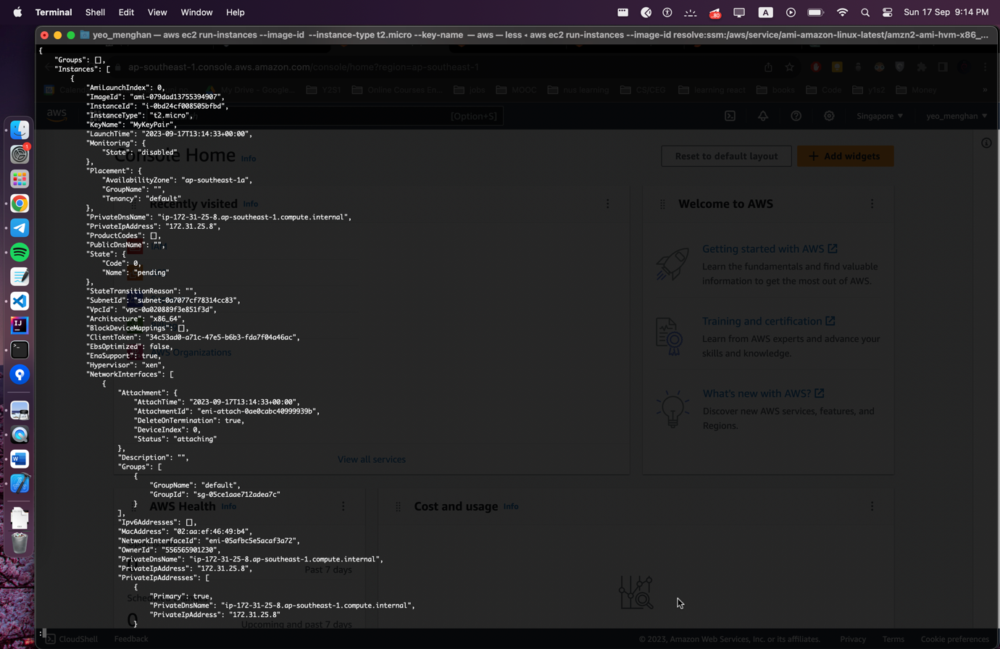 Terminal Shell Edit View Window Help
80
A
Sun 17 Sep 9:14 PM
yeo_menghan — aws ec2 run-instances --image-id --instance-type t2.micro --key-name — aws — less ◂ aws ec2 run-instances --image-id resolve:ssm:/aws/service/ami-amazon-linux-latest/amzn2-ami-hvm-x86_...
{
"Groups": [],
"Instances": [
{
"AmiLaunchIndex": 0,
"ImageId": "ami-079dad13755394907",
"InstanceId": "i-0bd24cf008505bfbd",
"InstanceType": "t2.micro",
"KeyName": "MyKeyPair",
"LaunchTime": "2023-09-17T13:14:33+00:00",
"Monitoring": {
"State": "disabled"
},
"Placement": {
"AvailabilityZone": "ap-southeast-1a",
"GroupName": "",
"Tenancy": "default"
},
"PrivateDnsName": "ip-172-31-25-8.ap-southeast-1.compute.internal",
"PrivateIpAddress": "172.31.25.8",
"ProductCodes": [],
"PublicDnsName": "",
"State": {
"Code": 0,
"Name": "pending"
},
"StateTransitionReason": "",
"SubnetId": "subnet-0a7077cf78314cc83",
"VpcId": "vpc-0a020889f3e851f3d",
"Architecture": "x86_64",
"BlockDeviceMappings": [],
"ClientToken": "34c53ad0-a71c-47e5-b6b3-fda7f04a46ac",
"EbsOptimized": false,
"EnaSupport": true,
"Hypervisor": "xen",
"NetworkInterfaces": [
{
"Attachment": {
"AttachTime": "2023-09-17T13:14:33+00:00",
"AttachmentId": "eni-attach-0ae0cabc40999939b",
"DeleteOnTermination": true,
"DeviceIndex": 0,
"Status": "attaching"
},
"Description": "",
"Groups": [
{
"GroupName": "default",
"GroupId": "sg-05ce1aae712adea7c"
}
],
"Ipv6Addresses": [],
"MacAddress": "02:aa:ef:46:49:b4",
"NetworkInterfaceId": "eni-05afbc5e5acaf3a72",
"OwnerId": "556565901230",
"PrivateDnsName": "ip-172-31-25-8.ap-southeast-1.compute.internal",
"PrivateIpAddress": "172.31.25.8",
"PrivateIpAddresses": [
{
"Primary": true,
"PrivateDnsName": "ip-172-31-25-8.ap-southeast-1.compute.internal",
"PrivateIpAddress": "172.31.25.8"
}
:
ap-southeast-1.console.aws.amazon.com/console/home?region=ap-southeast-1
My Drive - Google... Y2S1 Online Courses En... jobs MOOC nus learning CS/CEG learning react books Code y1s2 Money
aws [Option+S] Singapore yeo_menghan
Console Home Info
Reset to default layout
+ Add widgets
Recently visited Info
AWS Organizations
View all services
Welcome to AWS
Getting started with AWS
Learn the fundamentals and find valuable
information to get the most out of AWS.
Training and certification
Learn from AWS experts and advance your
skills and knowledge.
What's new with AWS?
Discover new AWS services, features, and
Regions.
AWS Health Info
Past 7 days
0
Upcoming and past 7 days
Cost and usage Info
CloudShell Feedback
© 2023, Amazon Web Services, Inc. or its affiliates. Privacy Terms Cookie preferences